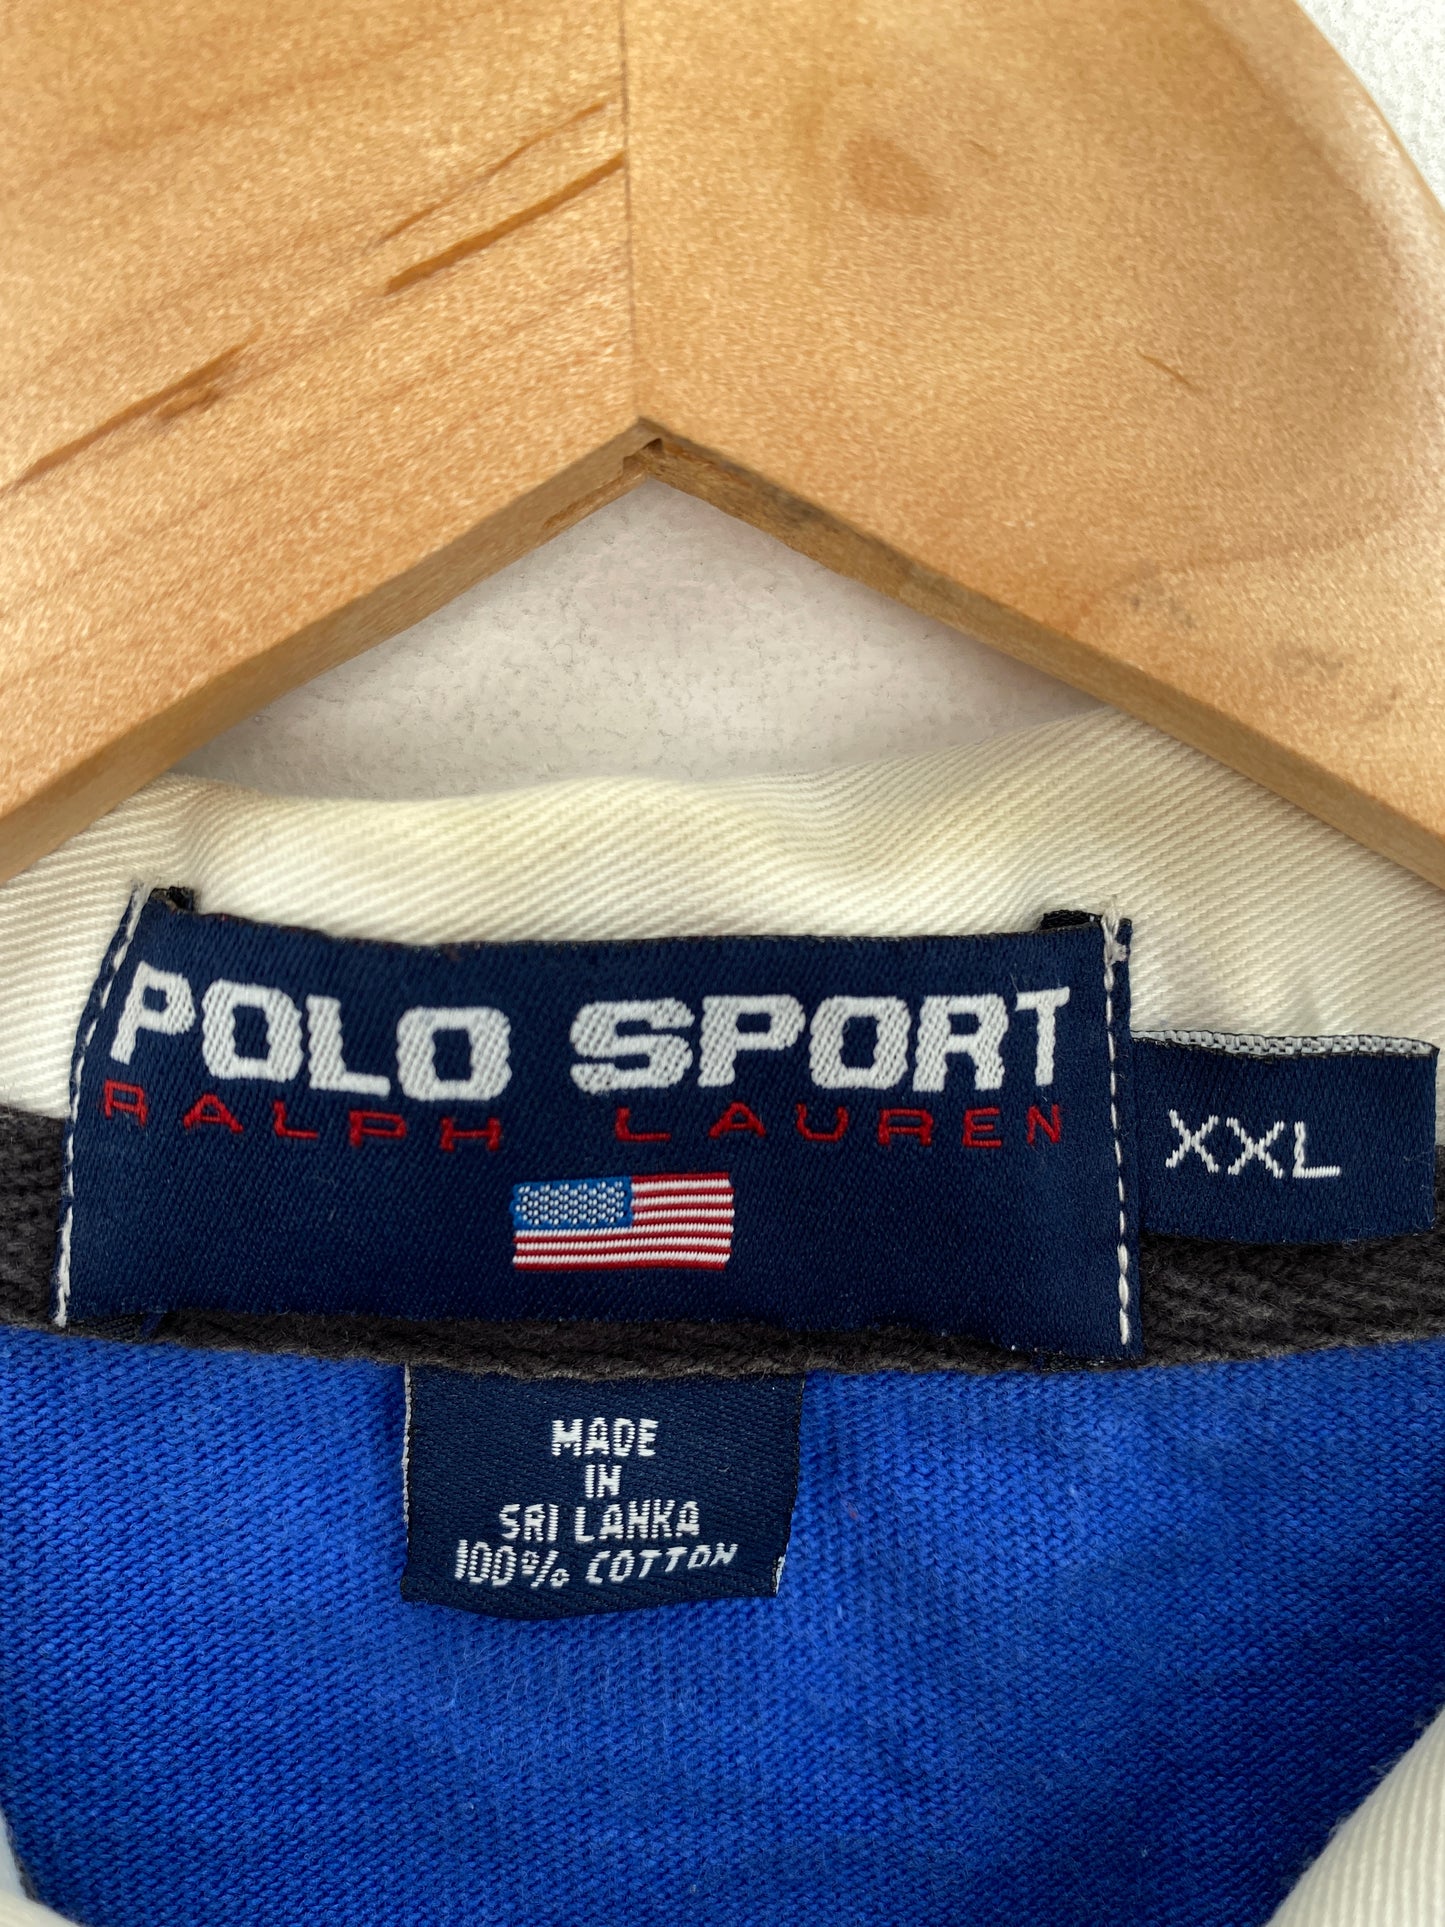 POLO SPORT
RALPH LAUREN
XXL
MADE
IN
SRI LANKA
100% COTTON